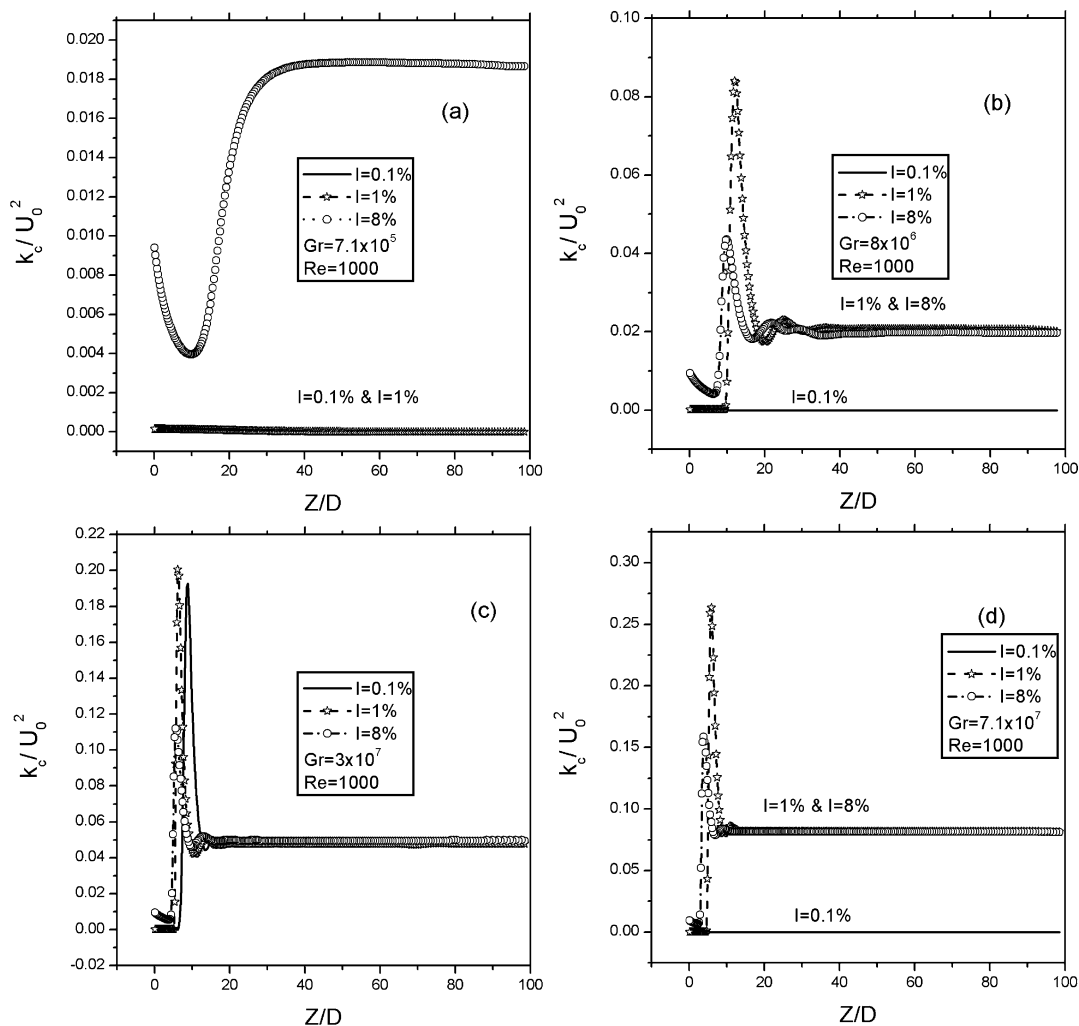 (a)
k_c / U_0^2
0.020
0.018
0.016
0.014
0.012
0.010
0.008
0.006
0.004
0.002
0.000
I=0.1%
I=1%
I=8%
Gr=7.1x10^5
Re=1000
I=0.1% & I=1%
0 20 40 60 80 100
Z/D
(b)
k_c / U_0^2
0.10
0.08
0.06
0.04
0.02
0.00
I=0.1%
I=1%
I=8%
Gr=8x10^6
Re=1000
I=1% & I=8%
I=0.1%
0 20 40 60 80 100
Z/D
(c)
k_c / U_0^2
0.22
0.20
0.18
0.16
0.14
0.12
0.10
0.08
0.06
0.04
0.02
0.00
-0.02
I=0.1%
I=1%
I=8%
Gr=3x10^7
Re=1000
0 20 40 60 80 100
Z/D
(d)
k_c / U_0^2
0.30
0.25
0.20
0.15
0.10
0.05
0.00
I=0.1%
I=1%
I=8%
Gr=7.1x10^7
Re=1000
I=1% & I=8%
I=0.1%
0 20 40 60 80 100
Z/D